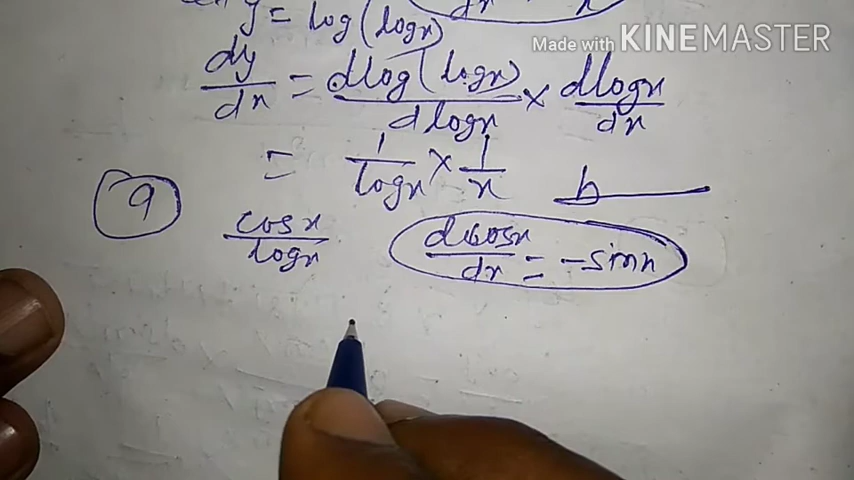 y = log(logx)
Made with KINEMASTER
dy/dx = dlog(logx)/dlogx × dlogx/dx
= 1/logx × 1/x
9 cosx/logx dcosx/dx = -sinx